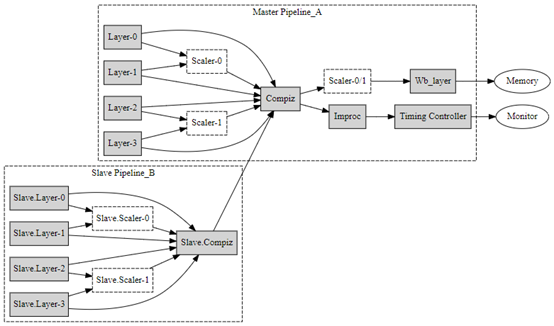 Master Pipeline_A
Layer-0
Scaler-0
Layer-1
Layer-2
Scaler-1
Layer-3
Compiz
Scaler-0/1
Wb_layer
Memory
Improc
Timing Controller
Monitor
Slave Pipeline_B
Slave.Layer-0
Slave.Scaler-0
Slave.Layer-1
Slave.Layer-2
Slave.Scaler-1
Slave.Layer-3
Slave.Compiz